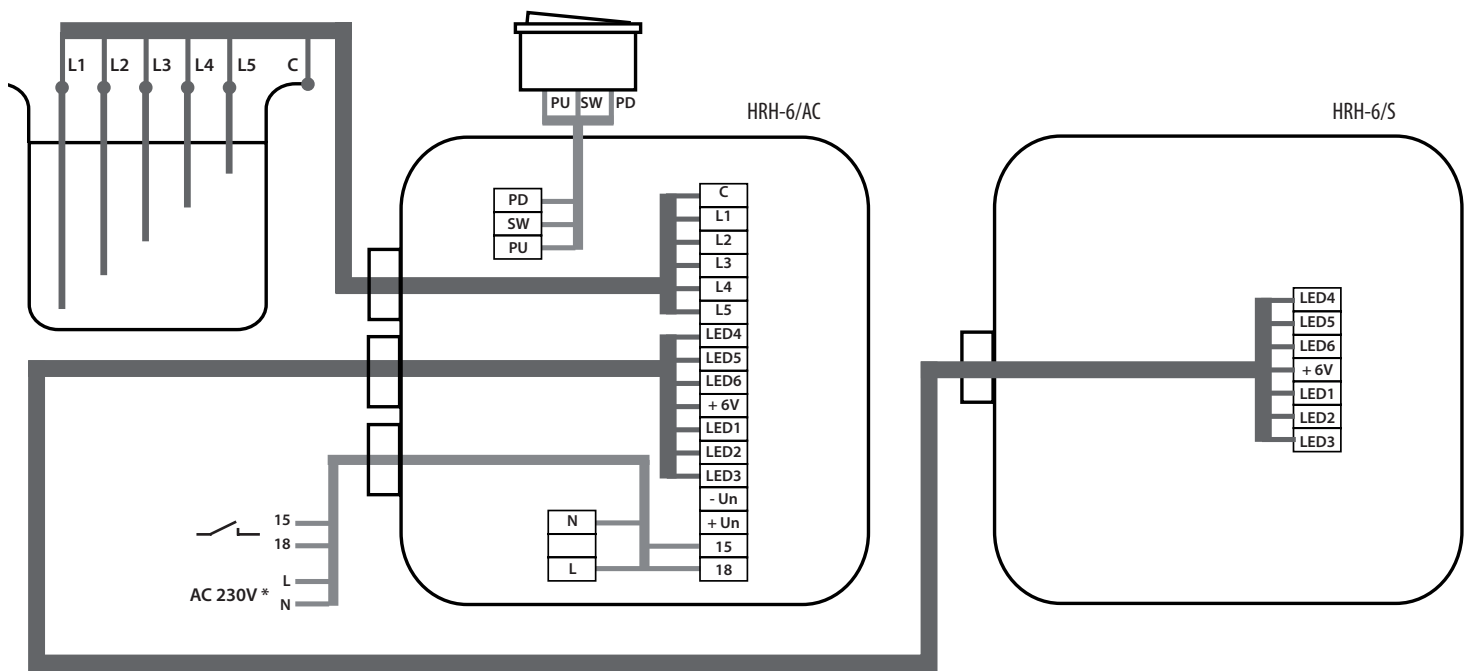 L1 L2 L3 L4 L5 C
PU SW PD
HRH-6/AC
HRH-6/S
PD
SW
PU
C
L1
L2
L3
L4
L5
LED4
LED5
LED6
+ 6V
LED1
LED2
LED3
- Un
+ Un
15
18
N
L
15
18
L
AC 230V *
N
LED4
LED5
LED6
+ 6V
LED1
LED2
LED3